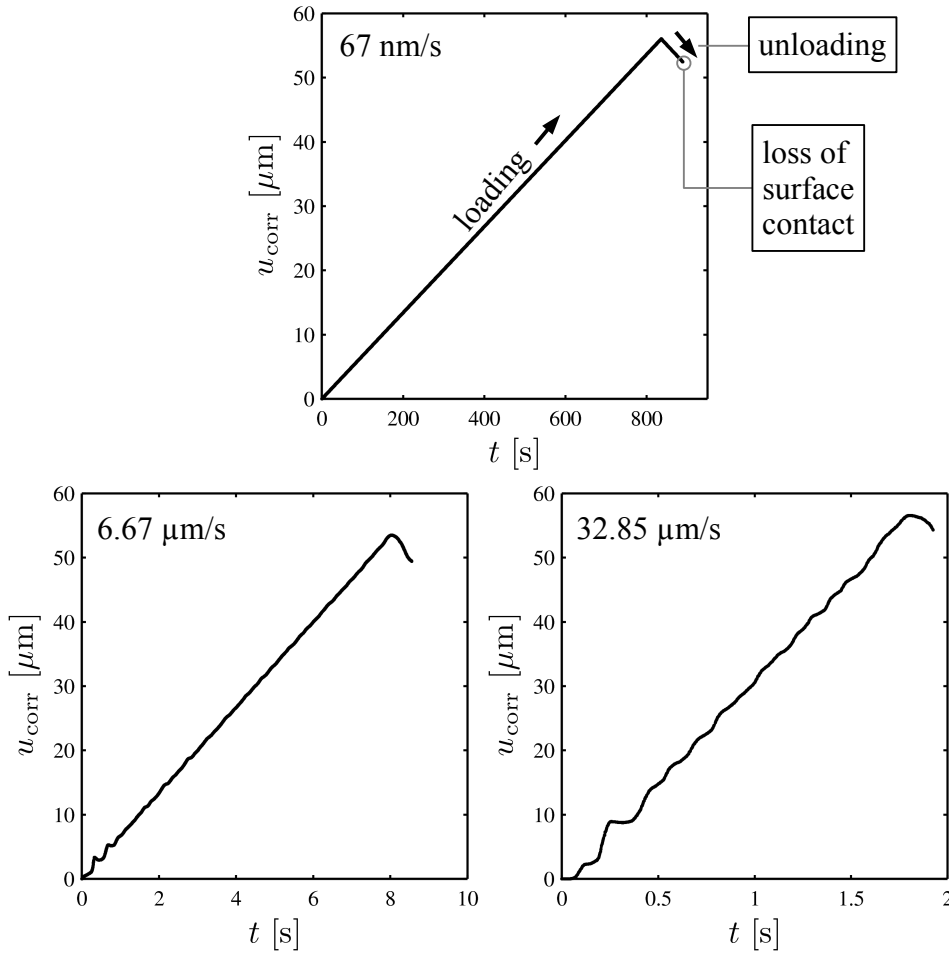 67 nm/s
unloading
loading
loss of
surface
contact
u_corr [μm]
60
50
40
30
20
10
0
0 200 400 600 800
t [s]
6.67 µm/s
u_corr [μm]
60
50
40
30
20
10
0
0 2 4 6 8 10
t [s]
32.85 µm/s
u_corr [μm]
60
50
40
30
20
10
0
0 0.5 1 1.5 2
t [s]